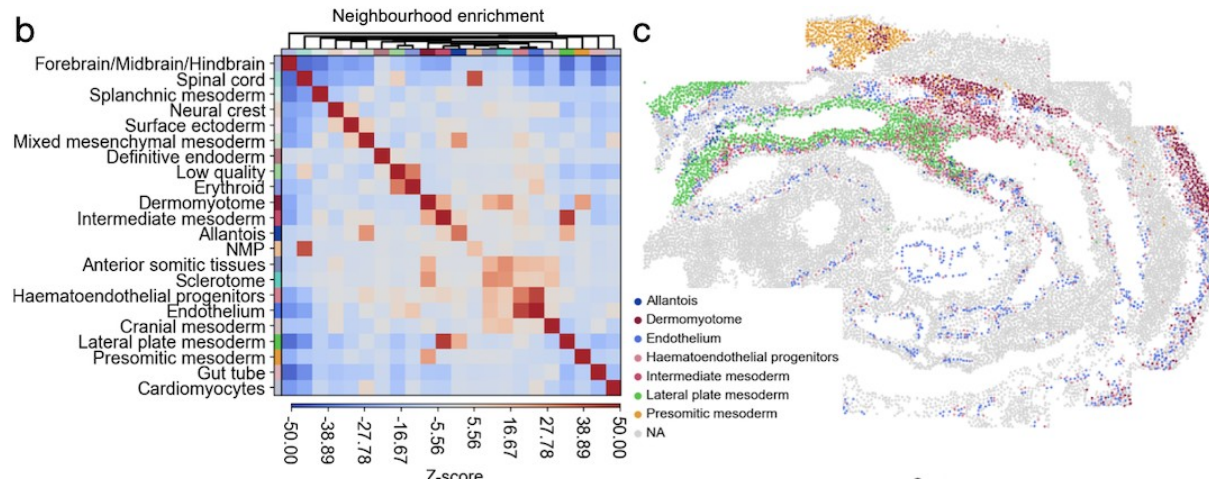 b
Neighbourhood enrichment
Forebrain/Midbrain/Hindbrain
Spinal cord
Splanchnic mesoderm
Neural crest
Surface ectoderm
Mixed mesenchymal mesoderm
Definitive endoderm
Low quality
Erythroid
Dermomyotome
Intermediate mesoderm
Allantois
NMP
Anterior somitic tissues
Sclerotome
Haematoendothelial progenitors
Endothelium
Cranial mesoderm
Lateral plate mesoderm
Presomitic mesoderm
Gut tube
Cardiomyocytes
-50.00
-38.89
-27.78
-16.67
-5.56
5.56
16.67
27.78
38.89
50.00
Z-score
c
Allantois
Dermomyotome
Endothelium
Haematoendothelial progenitors
Intermediate mesoderm
Lateral plate mesoderm
Presomitic mesoderm
NA